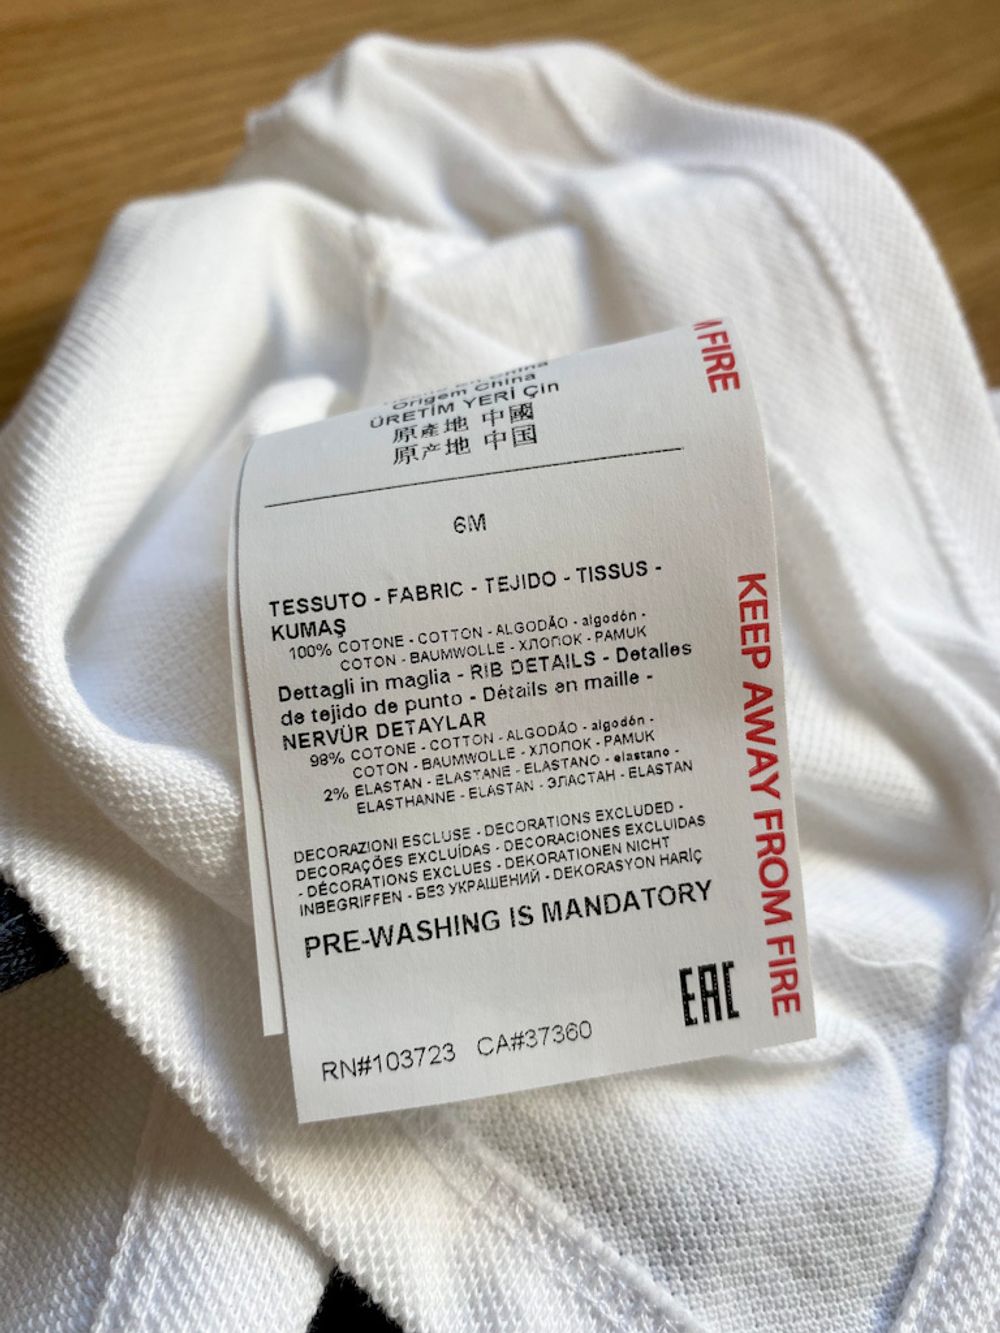 Origem China
ÜRETİM YERİ Çin
原產地 中國
原产地 中国
6M
TESSUTO - FABRIC - TEJIDO - TISSUS -
KUMAŞ
100% COTONE - COTTON - ALGODÃO - algodón -
COTON - BAUMWOLLE - ХЛОПОК - PAMUK
Dettagli in maglia - RIB DETAILS - Detalles
de tejido de punto - Détails en maille -
NERVÜR DETAYLAR
98% COTONE - COTTON - ALGODÃO - algodón -
COTON - BAUMWOLLE - ХЛОПОК - PAMUK
2% ELASTAN - ELASTANE - ELASTANO - elastano -
ELASTHANNE - ELASTAN - ЭЛАСТАН - ELASTAN
DECORAZIONI ESCLUSE - DECORATIONS EXCLUDED -
DECORAÇÕES EXCLUÍDAS - DECORACIONES EXCLUIDAS
- DÉCORATIONS EXCLUES - DEKORATIONEN NICHT
INBEGRIFFEN - БЕЗ УКРАШЕНИЙ - DEKORASYON HARİÇ
PRE-WASHING IS MANDATORY
EAC
RN#103723 CA#37360
FIRE
KEEP AWAY FROM FIRE